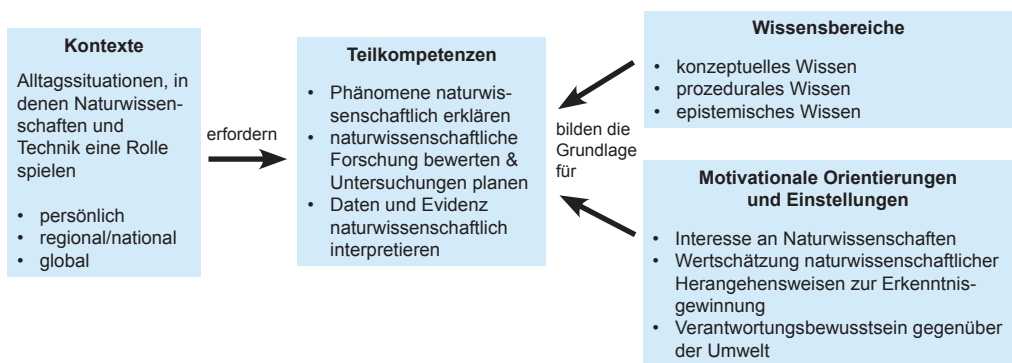 Kontexte
Alltagssituationen, in
denen Naturwissen-
schaften und
Technik eine Rolle
spielen
• persönlich
• regional/national
• global
erfordern
Teilkompetenzen
• Phänomene naturwis-
senschaftlich erklären
• naturwissenschaftliche
Forschung bewerten &
Untersuchungen planen
• Daten und Evidenz
naturwissenschaftlich
interpretieren
bilden die
Grundlage
für
Wissensbereiche
• konzeptuelles Wissen
• prozedurales Wissen
• epistemisches Wissen
Motivationale Orientierungen
und Einstellungen
• Interesse an Naturwissenschaften
• Wertschätzung naturwissenschaftlicher
Herangehensweisen zur Erkenntnis-
gewinnung
• Verantwortungsbewusstsein gegenüber
der Umwelt